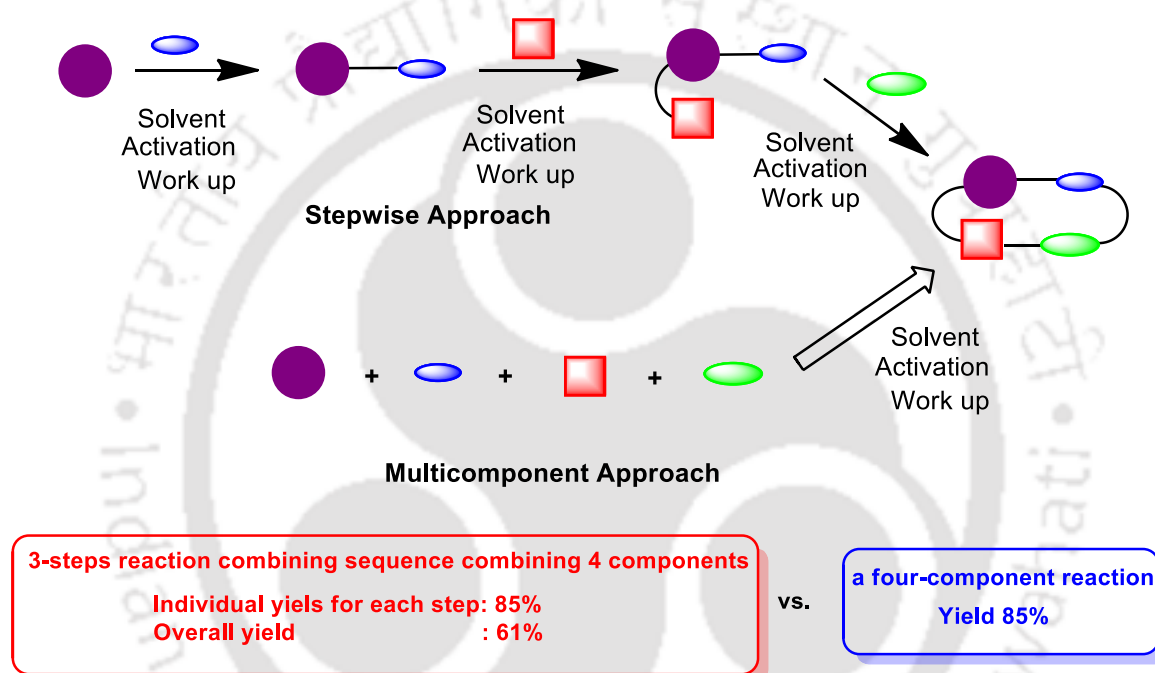 Solvent
Activation
Work up
Solvent
Activation
Work up
Solvent
Activation
Work up
Stepwise Approach
+ + +
Solvent
Activation
Work up
Multicomponent Approach
3-steps reaction combining sequence combining 4 components
Individual yiels for each step: 85%
Overall yield : 61%
vs.
a four-component reaction
Yield 85%